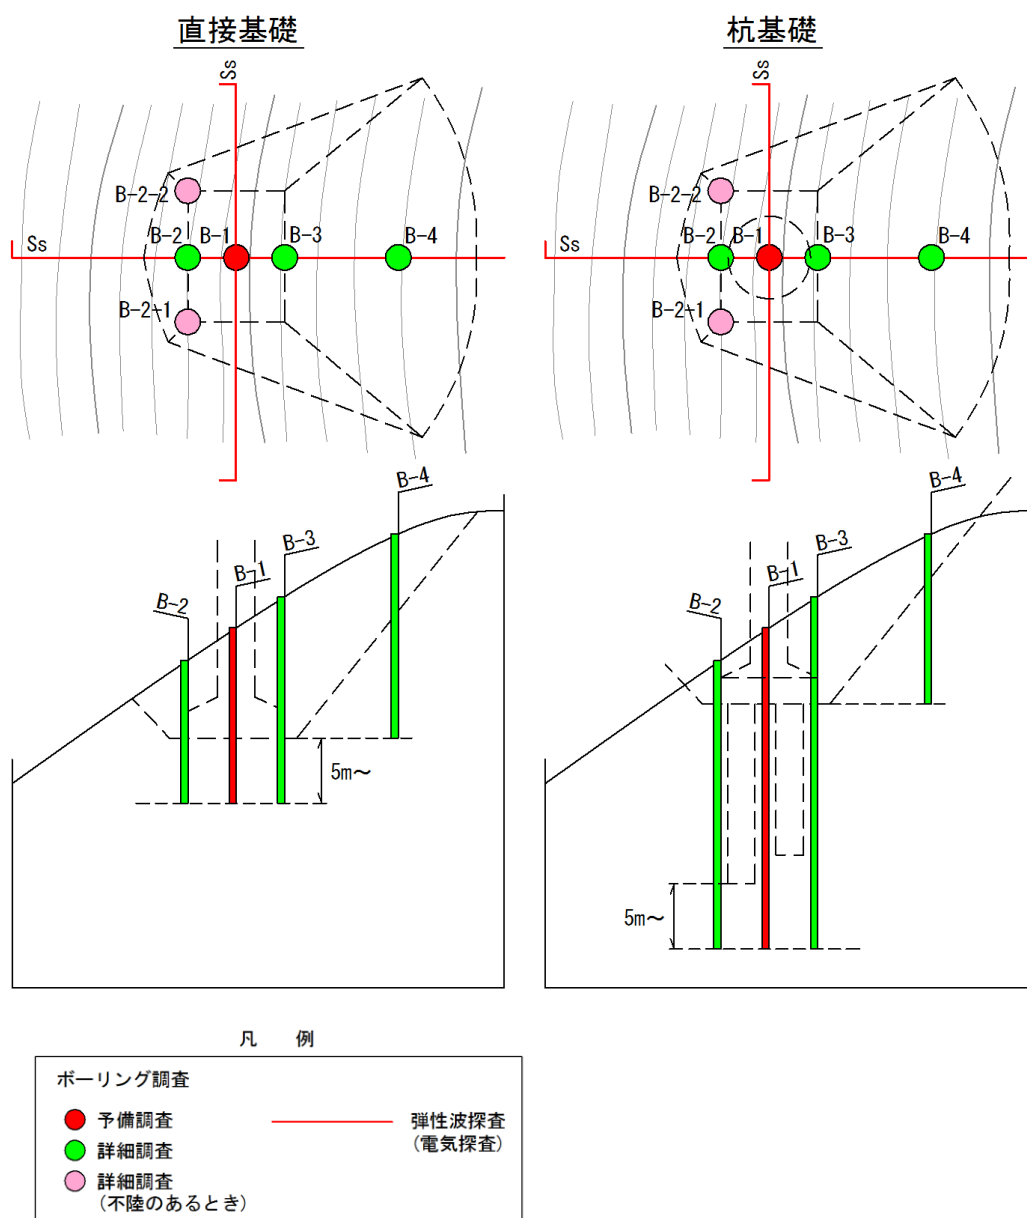 直接基礎
杭基礎
Ss
Ss
B-2-2
B-2
B-1
B-3
B-4
B-2-1
Ss
Ss
B-2-2
B-2
B-1
B-3
B-4
B-2-1
B-4
B-3
B-1
B-2
5m～
B-4
B-3
B-1
B-2
5m～
凡 例
ボーリング調査
予備調査
弾性波探査
(電気探査)
詳細調査
詳細調査
(不陸のあるとき)